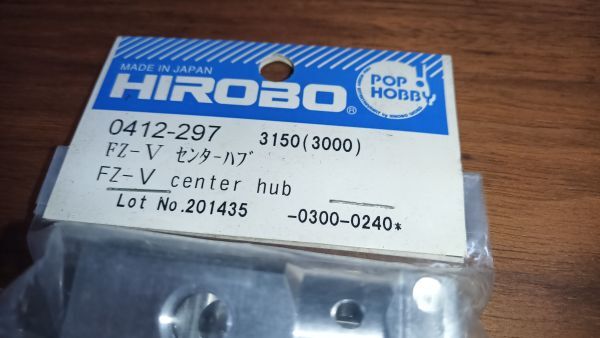 MADE IN JAPAN
HIROBO®
POP!
HOBBY
0412-297 3150(3000)
FZ-V センターハブ
FZ-V center hub
Lot No.201435 -0300-0240*